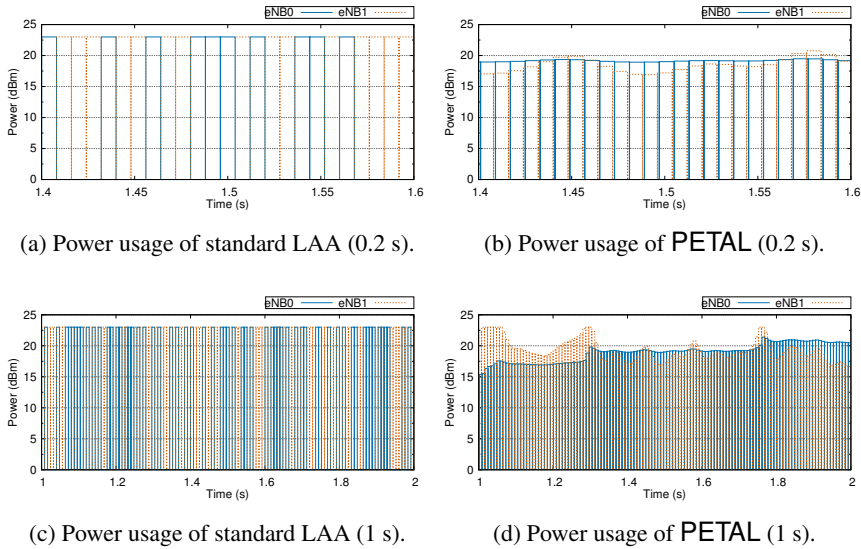 eNB0 eNB1
25
20
15
10
5
0
Power (dBm)
1.4 1.45 1.5 1.55 1.6
Time (s)
(a) Power usage of standard LAA (0.2 s).
eNB0 eNB1
25
20
15
10
5
0
Power (dBm)
1.4 1.45 1.5 1.55 1.6
Time (s)
(b) Power usage of PETAL (0.2 s).
eNB0 eNB1
25
20
15
10
5
0
Power (dBm)
1 1.2 1.4 1.6 1.8 2
Time (s)
(c) Power usage of standard LAA (1 s).
eNB0 eNB1
25
20
15
10
5
0
Power (dBm)
1 1.2 1.4 1.6 1.8 2
Time (s)
(d) Power usage of PETAL (1 s).